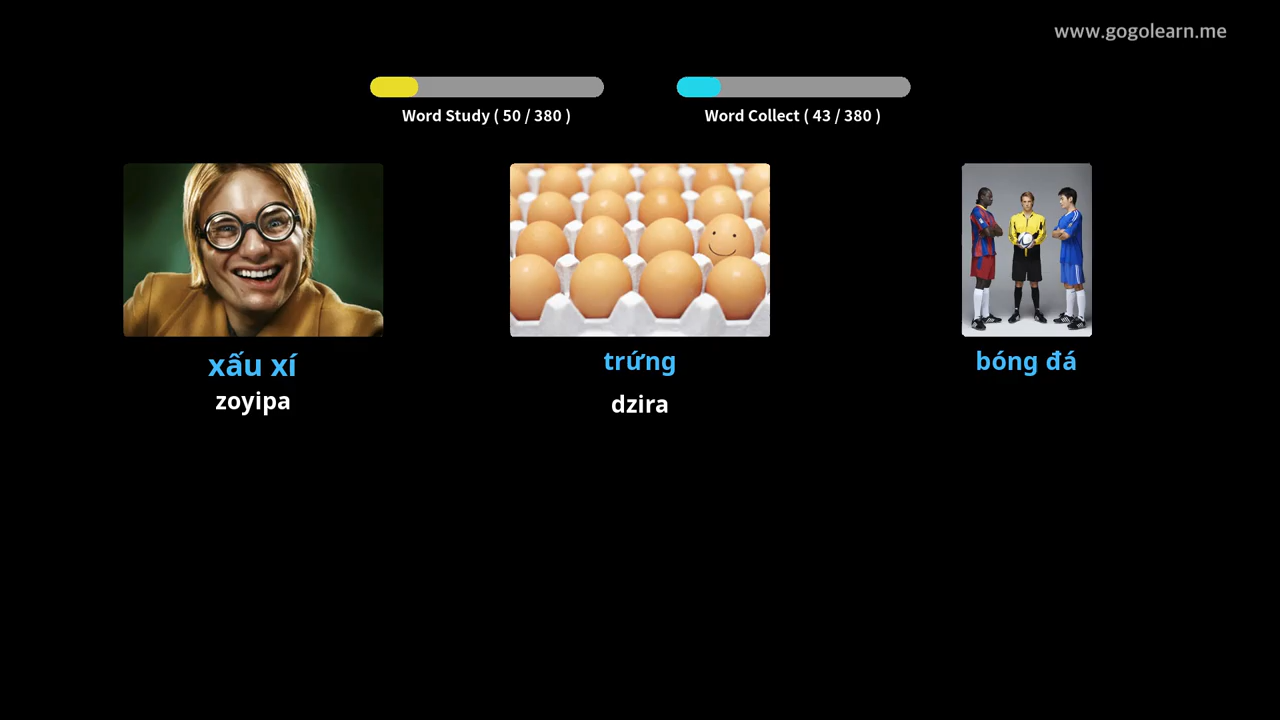 www.gogolearn.me
Word Study ( 50 / 380 )
Word Collect ( 43 / 380 )
xấu xí
zoyipa
trứng
dzira
bóng đá